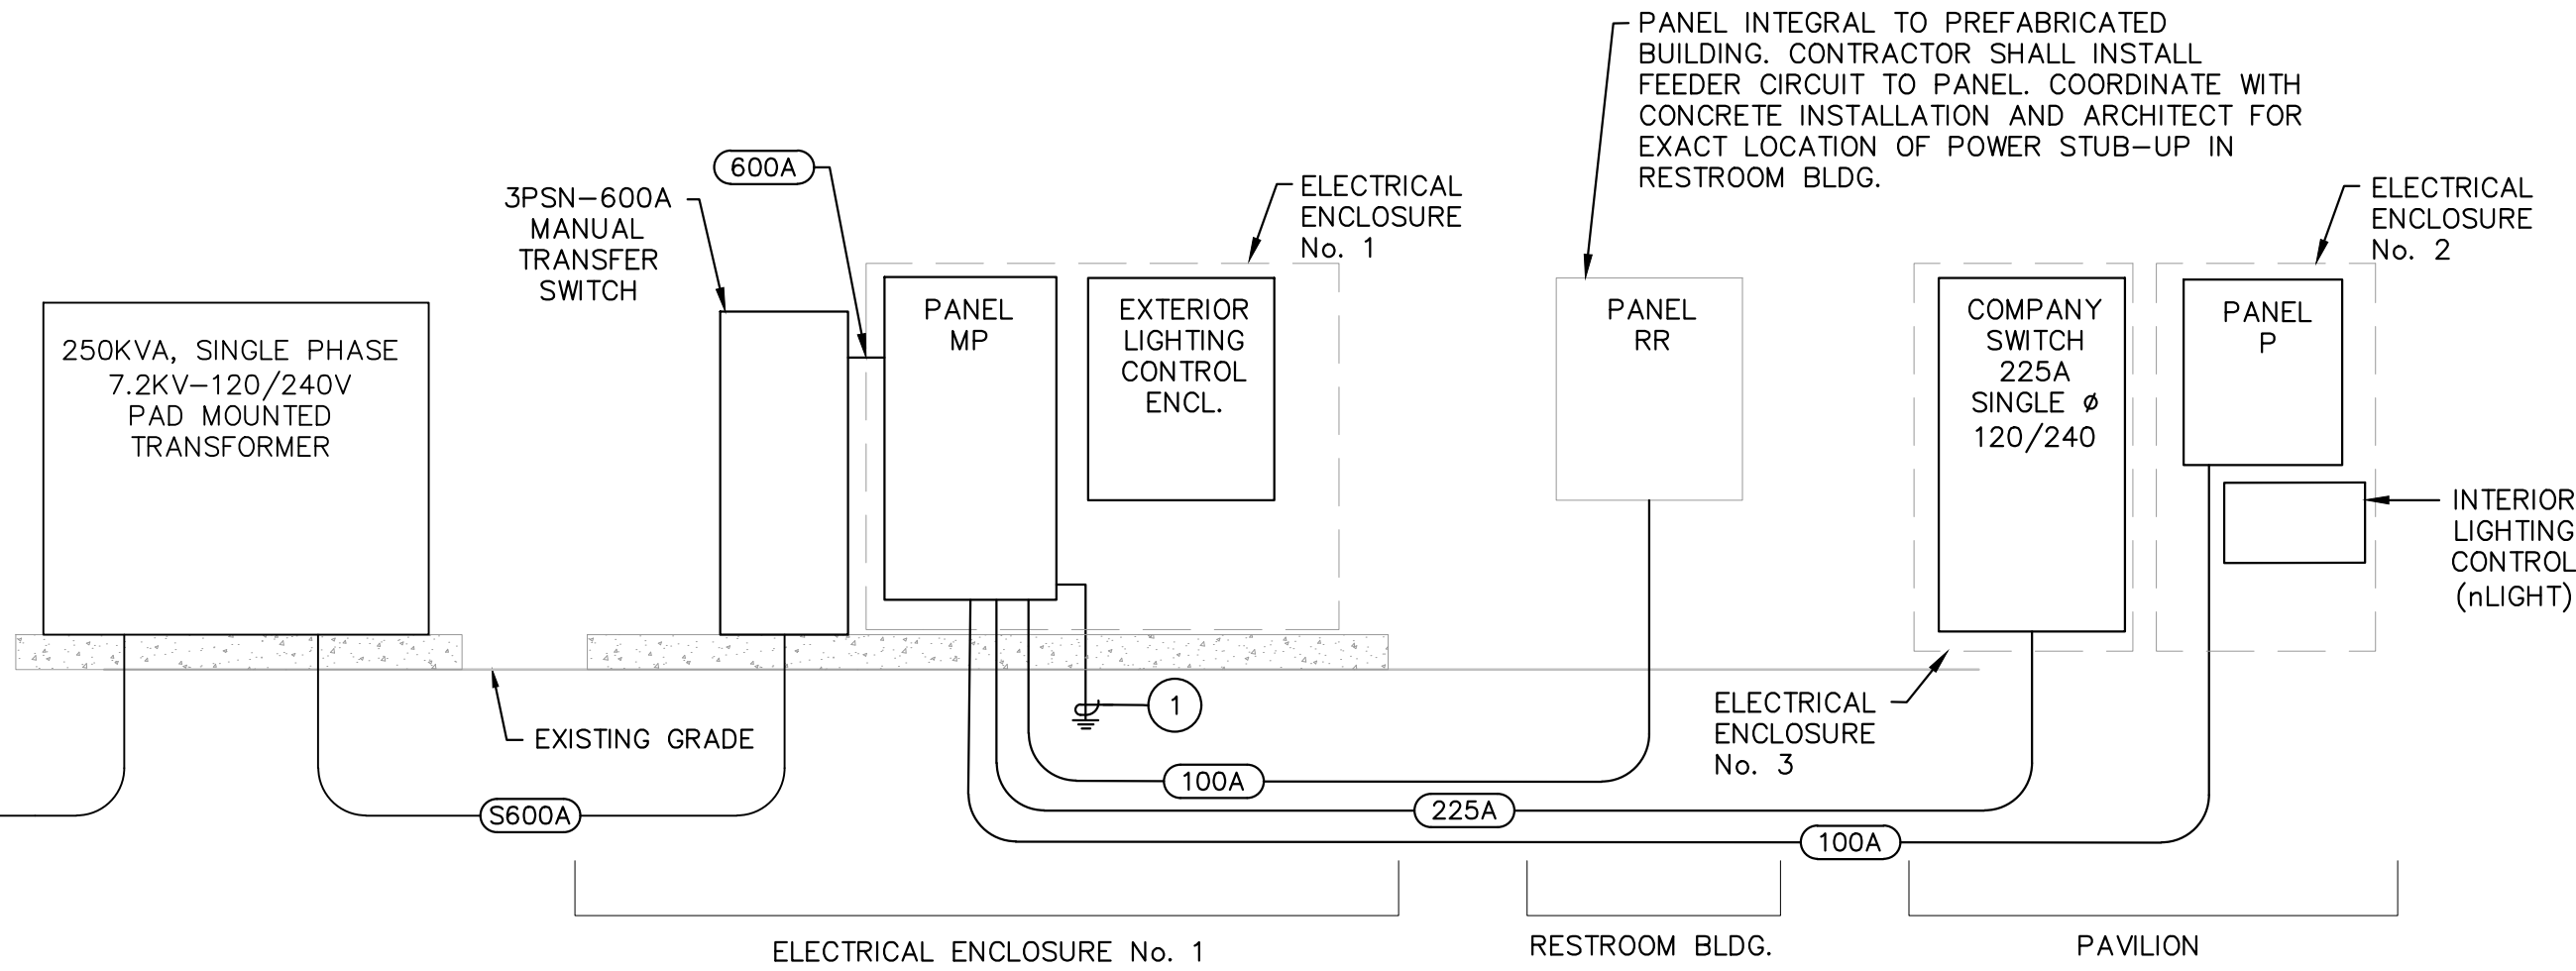 PANEL INTEGRAL TO PREFABRICATED
BUILDING. CONTRACTOR SHALL INSTALL
FEEDER CIRCUIT TO PANEL. COORDINATE WITH
CONCRETE INSTALLATION AND ARCHITECT FOR
EXACT LOCATION OF POWER STUB-UP IN
RESTROOM BLDG.
600A
3PSN-600A
MANUAL
TRANSFER
SWITCH
ELECTRICAL
ENCLOSURE
No. 1
ELECTRICAL
ENCLOSURE
No. 2
250KVA, SINGLE PHASE
7.2KV-120/240V
PAD MOUNTED
TRANSFORMER
PANEL
MP
EXTERIOR
LIGHTING
CONTROL
ENCL.
PANEL
RR
COMPANY
SWITCH
225A
SINGLE ø
120/240
PANEL
P
INTERIOR
LIGHTING
CONTROL
(nLIGHT)
EXISTING GRADE
1
ELECTRICAL
ENCLOSURE
No. 3
100A
S600A
225A
100A
ELECTRICAL ENCLOSURE No. 1
RESTROOM BLDG.
PAVILION